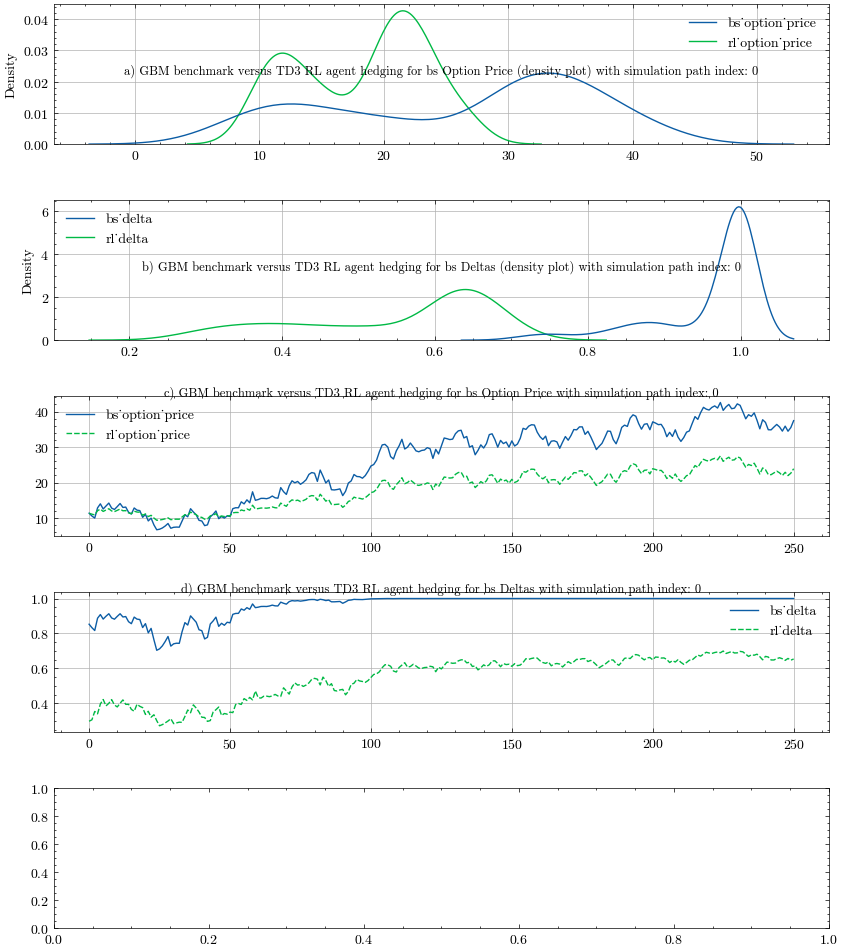 0.04
0.03
0.02
0.01
0.00
Density
bs˙option˙price
rl˙option˙price
a) GBM benchmark versus TD3 RL agent hedging for bs Option Price (density plot) with simulation path index: 0
0 10 20 30 40 50
6
4
2
0
Density
bs˙delta
rl˙delta
b) GBM benchmark versus TD3 RL agent hedging for bs Deltas (density plot) with simulation path index: 0
0.2 0.4 0.6 0.8 1.0
c) GBM benchmark versus TD3 RL agent hedging for bs Option Price with simulation path index: 0
40
30
20
10
bs˙option˙price
rl˙option˙price
0 50 100 150 200 250
d) GBM benchmark versus TD3 RL agent hedging for bs Deltas with simulation path index: 0
1.0
0.8
0.6
0.4
bs˙delta
rl˙delta
0 50 100 150 200 250
1.0
0.8
0.6
0.4
0.2
0.0
0.0 0.2 0.4 0.6 0.8 1.0